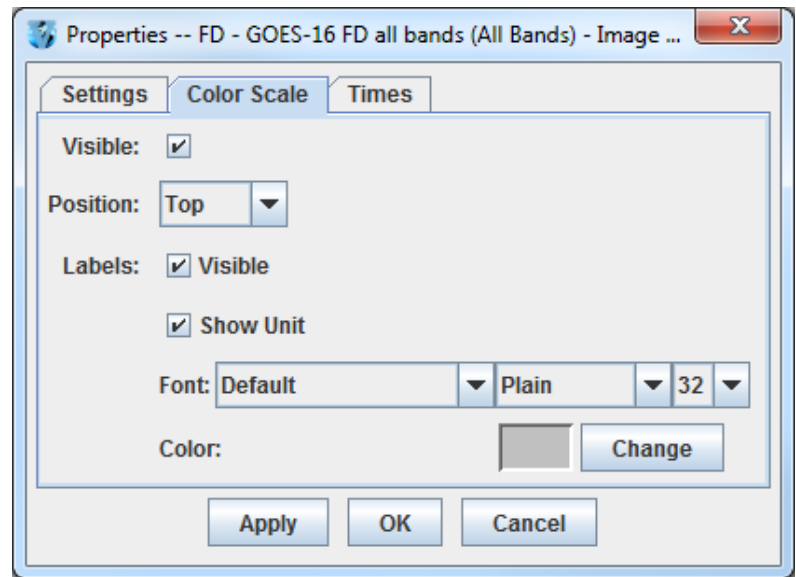 Properties -- FD - GOES-16 FD all bands (All Bands) - Image ...
Settings Color Scale Times
Visible:
Position: Top
Labels: Visible
Show Unit
Font: Default Plain 32
Color: Change
Apply OK Cancel